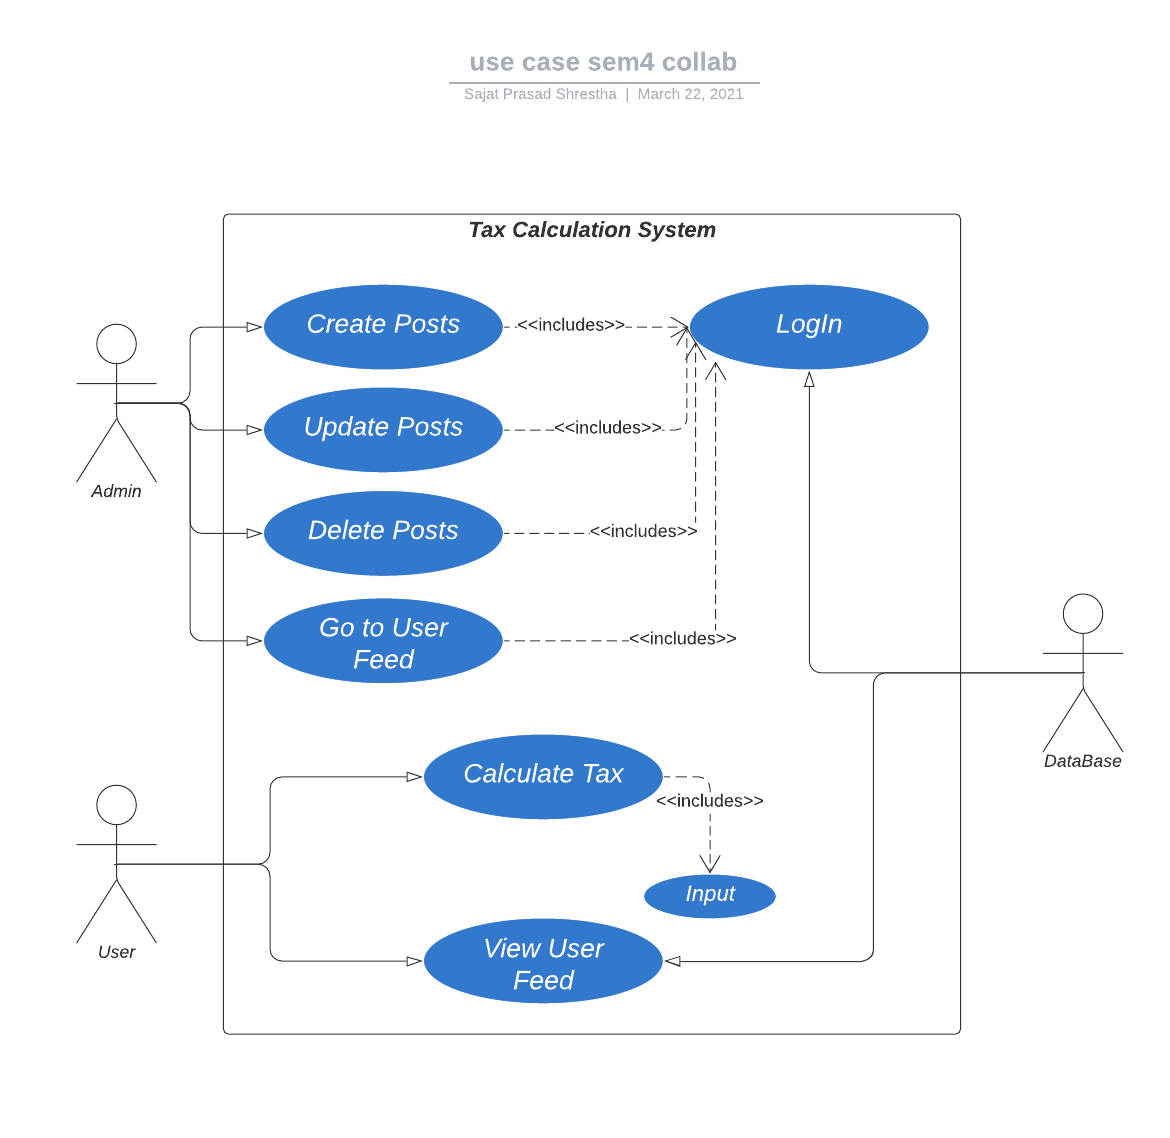 use case sem4 collab
Sajat Prasad Shrestha | March 22, 2021
Tax Calculation System
Create Posts
<<includes>>
LogIn
Update Posts
<<includes>>
Admin
Delete Posts
<<includes>>
Go to User
Feed
<<includes>>
DataBase
Calculate Tax
<<includes>>
Input
User
View User
Feed